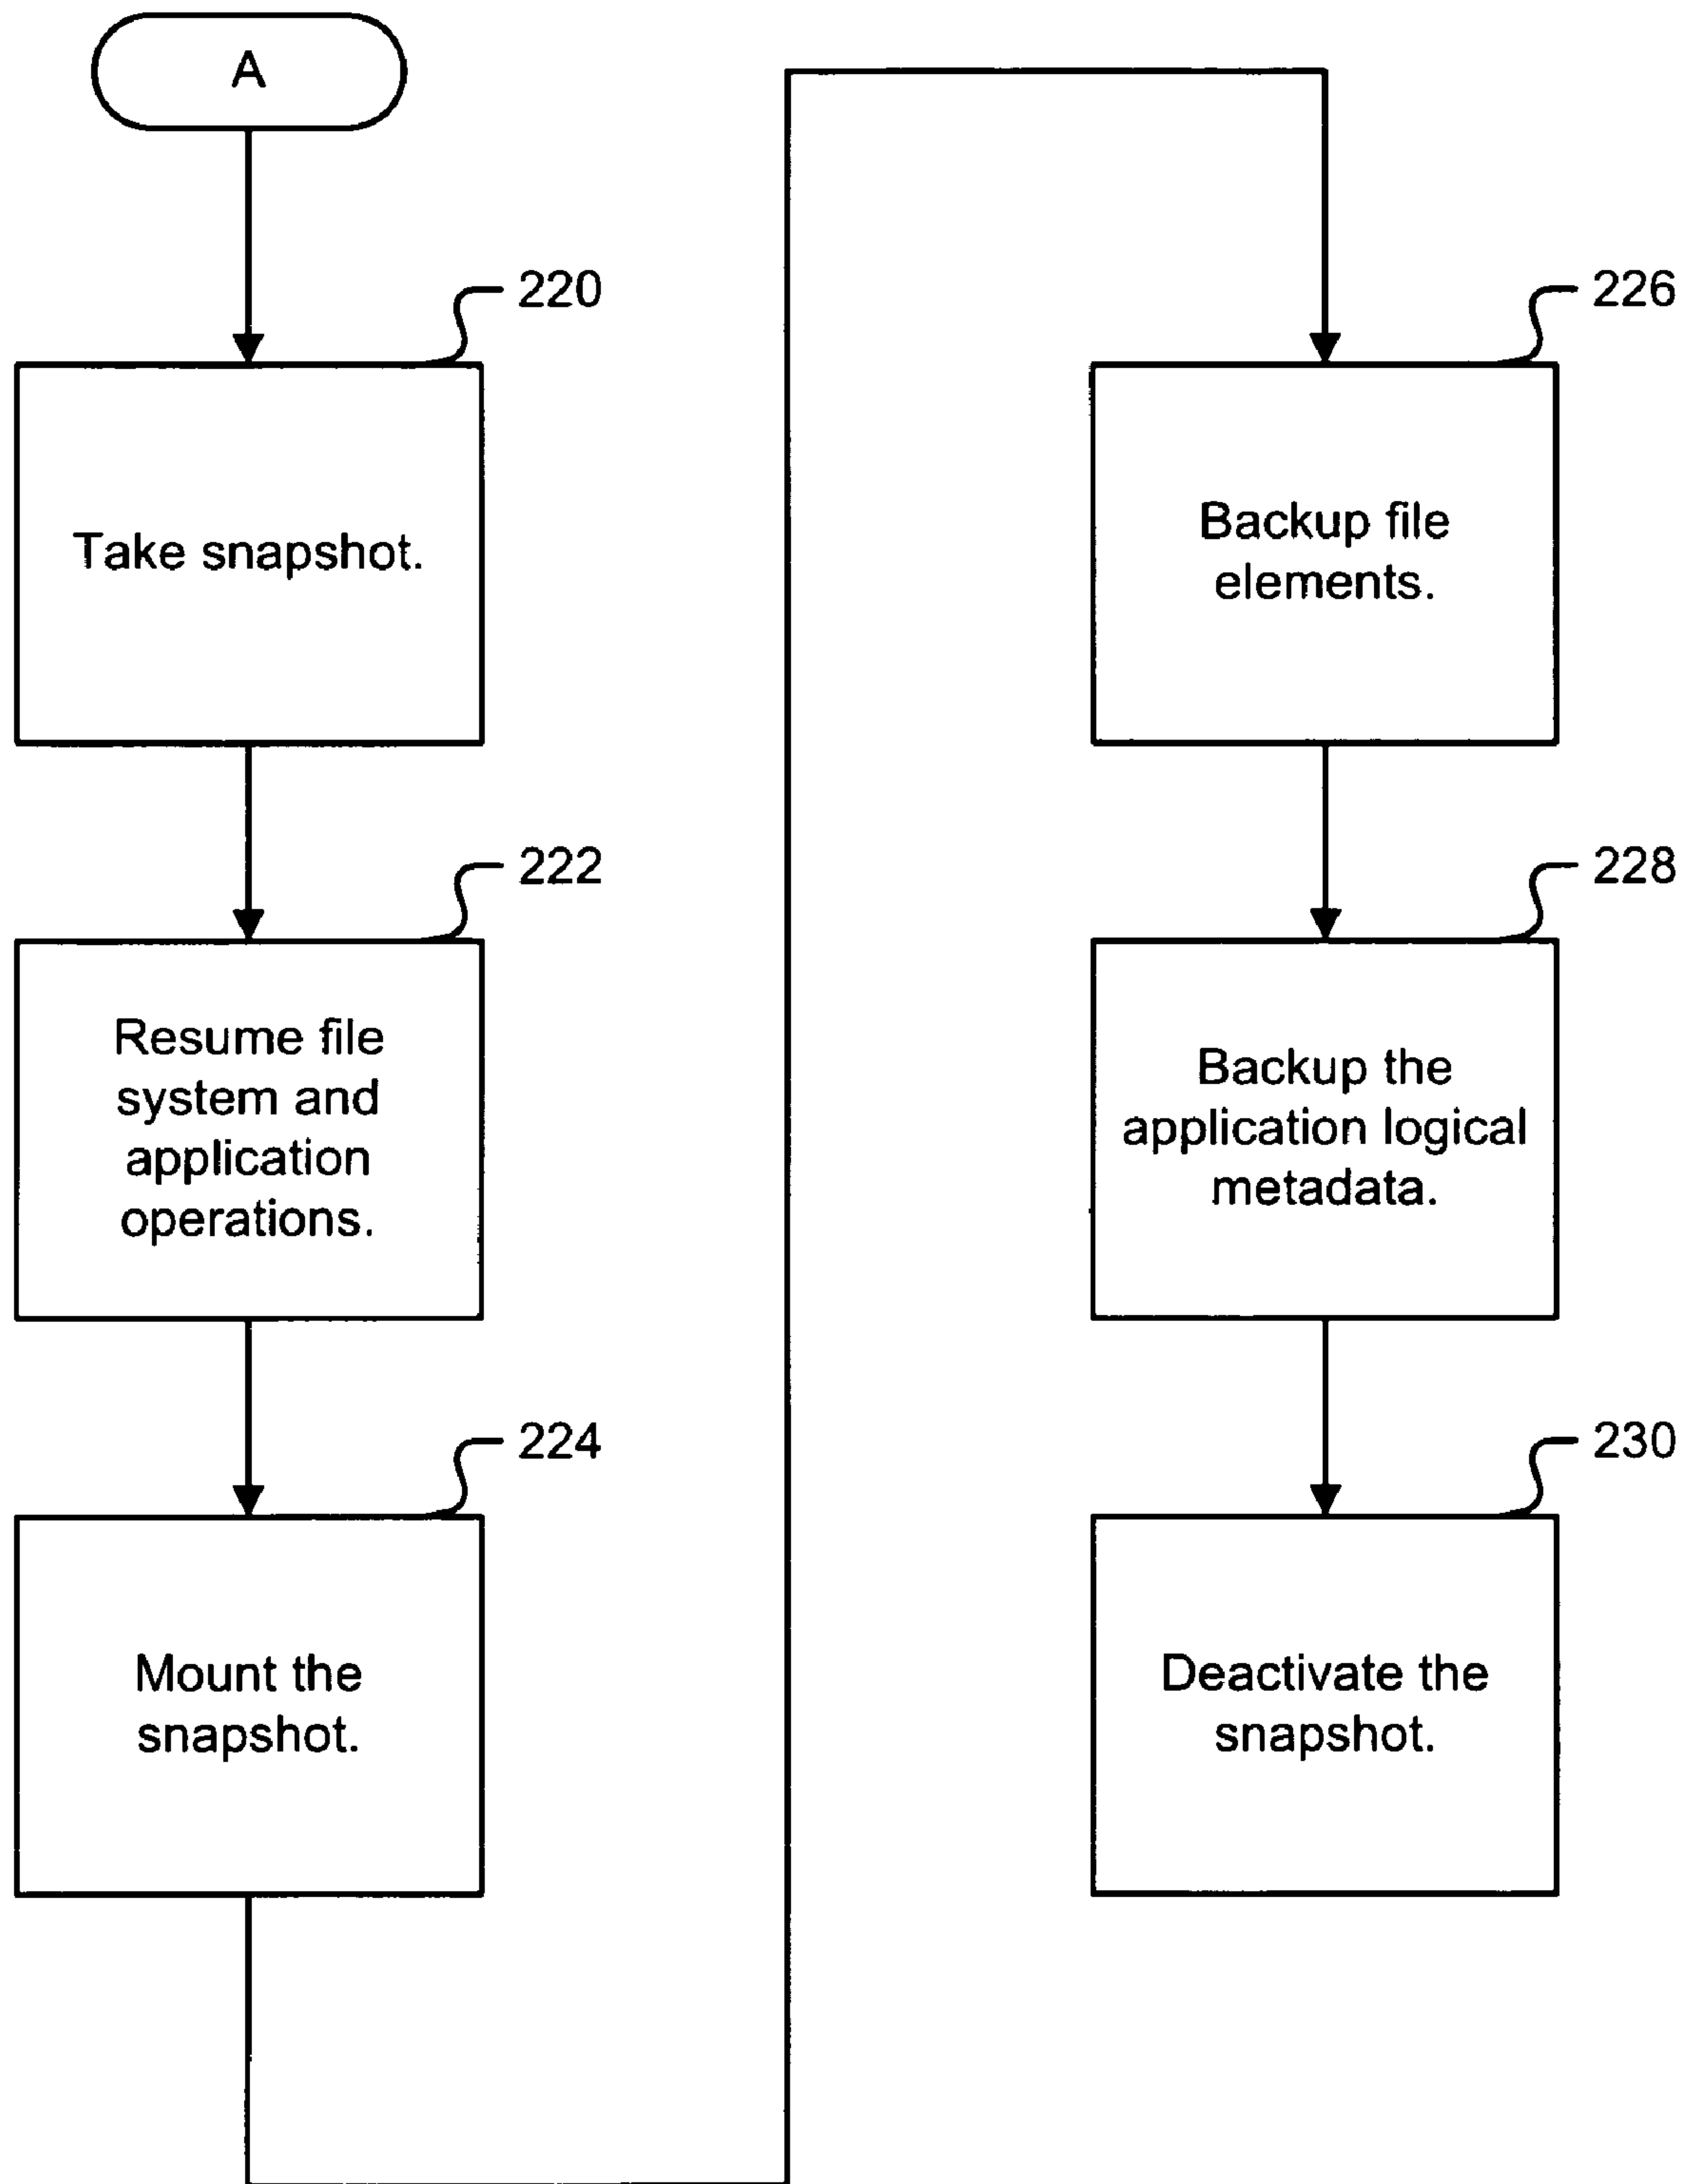 A
220
Take snapshot.
222
Resume file
system and
application
operations.
224
Mount the
snapshot.
226
Backup file
elements.
228
Backup the
application logical
metadata.
230
Deactivate the
snapshot.